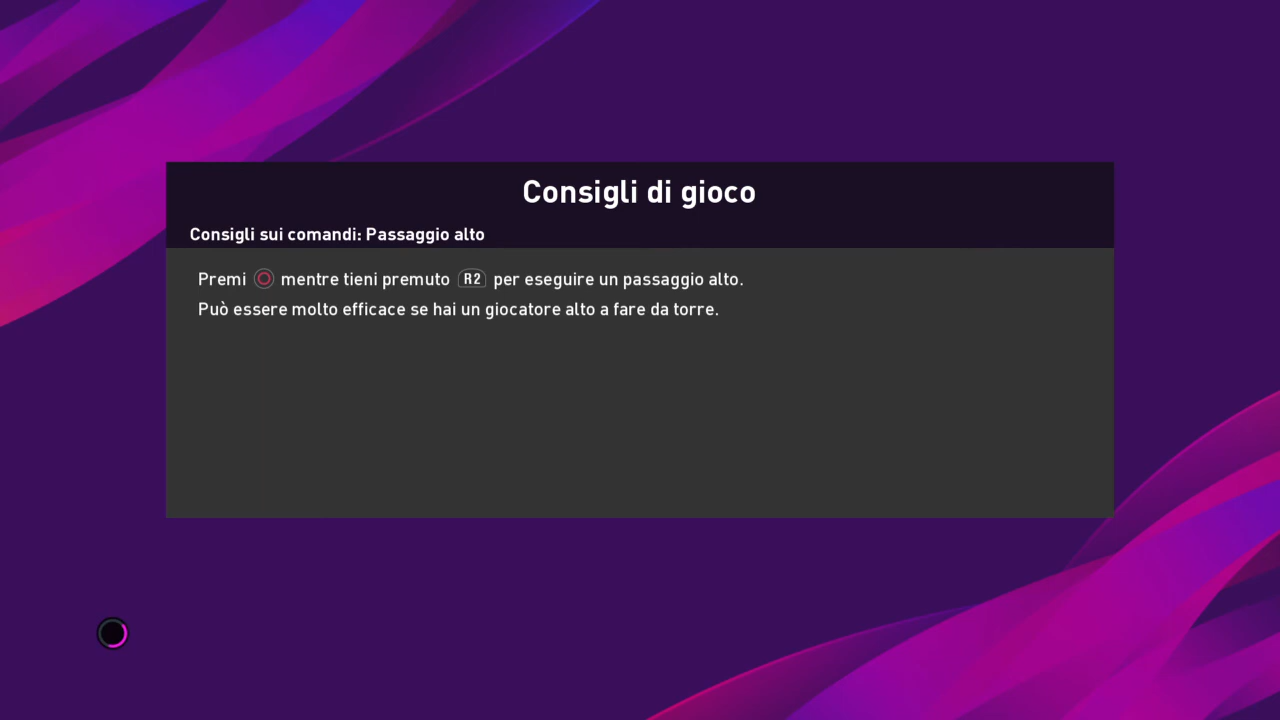 Consigli di gioco
Consigli sui comandi: Passaggio alto
Premi ○ mentre tieni premuto R2 per eseguire un passaggio alto.
Può essere molto efficace se hai un giocatore alto a fare da torre.